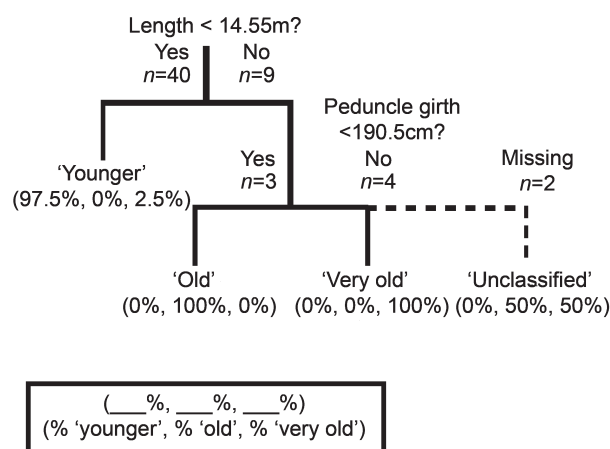 Length < 14.55m?
Yes No
n=40 n=9
Peduncle girth
<190.5cm?
Yes No Missing
n=3 n=4 n=2
‘Younger’
(97.5%, 0%, 2.5%)
‘Old’ ‘Very old’ ‘Unclassified’
(0%, 100%, 0%) (0%, 0%, 100%) (0%, 50%, 50%)
(___%, ___%, ___%)
(% ‘younger’, % ‘old’, % ‘very old’)